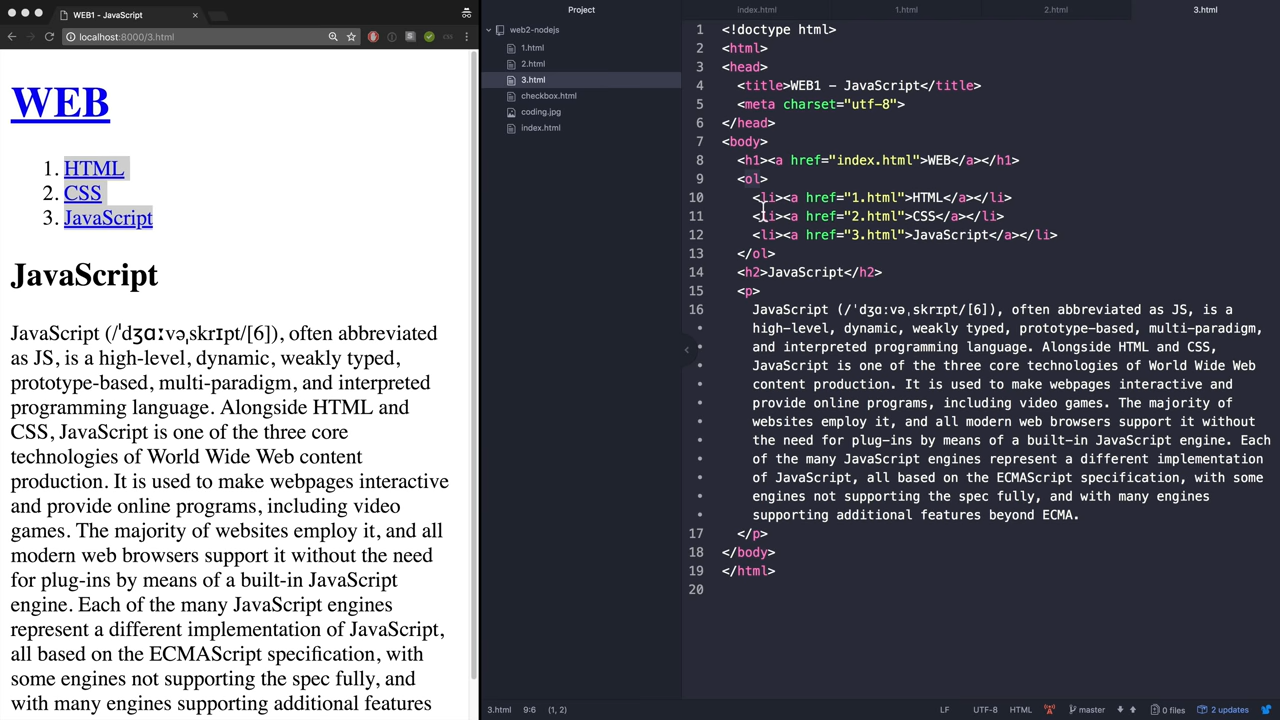 WEB1 - JavaScript
localhost:8000/3.html
WEB
1. HTML
2. CSS
3. JavaScript
JavaScript
JavaScript (/ˈdʒɑːvəˌskrɪpt/[6]), often abbreviated
as JS, is a high-level, dynamic, weakly typed,
prototype-based, multi-paradigm, and interpreted
programming language. Alongside HTML and
CSS, JavaScript is one of the three core
technologies of World Wide Web content
production. It is used to make webpages interactive
and provide online programs, including video
games. The majority of websites employ it, and all
modern web browsers support it without the need
for plug-ins by means of a built-in JavaScript
engine. Each of the many JavaScript engines
represent a different implementation of JavaScript,
all based on the ECMAScript specification, with
some engines not supporting the spec fully, and
with many engines supporting additional features
Project
web2-nodejs
1.html
2.html
3.html
checkbox.html
coding.jpg
index.html
index.html 1.html 2.html 3.html
1 <!doctype html>
2 <html>
3 <head>
4 <title>WEB1 - JavaScript</title>
5 <meta charset="utf-8">
6 </head>
7 <body>
8 <h1><a href="index.html">WEB</a></h1>
9 <ol>
10 <li><a href="1.html">HTML</a></li>
11 <li><a href="2.html">CSS</a></li>
12 <li><a href="3.html">JavaScript</a></li>
13 </ol>
14 <h2>JavaScript</h2>
15 <p>
16 JavaScript (/ˈdʒɑːvəˌskrɪpt/[6]), often abbreviated as JS, is a
• high-level, dynamic, weakly typed, prototype-based, multi-paradigm,
• and interpreted programming language. Alongside HTML and CSS,
• JavaScript is one of the three core technologies of World Wide Web
• content production. It is used to make webpages interactive and
• provide online programs, including video games. The majority of
• websites employ it, and all modern web browsers support it without
• the need for plug-ins by means of a built-in JavaScript engine. Each
• of the many JavaScript engines represent a different implementation
• of JavaScript, all based on the ECMAScript specification, with some
• engines not supporting the spec fully, and with many engines
• supporting additional features beyond ECMA.
17 </p>
18 </body>
19 </html>
20
3.html 9:6 (1, 2) LF UTF-8 HTML master 0 files 2 updates